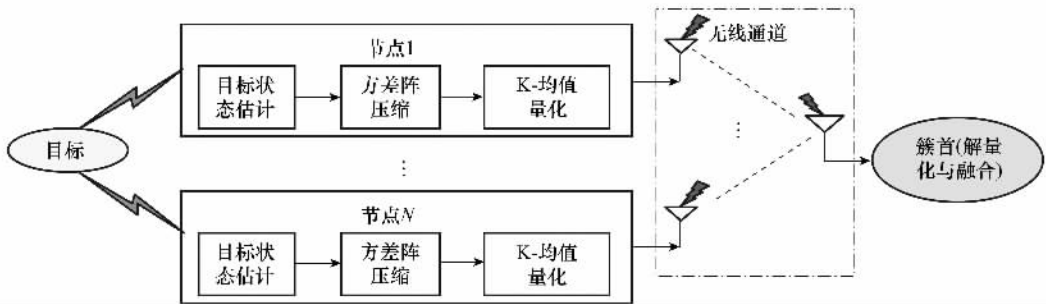 节点1
目标状
态估计
方差阵
压缩
K-均值
量化
无线通道
目标
⋮
⋮
簇首(解量
化与融合)
节点N
目标状
态估计
方差阵
压缩
K-均值
量化